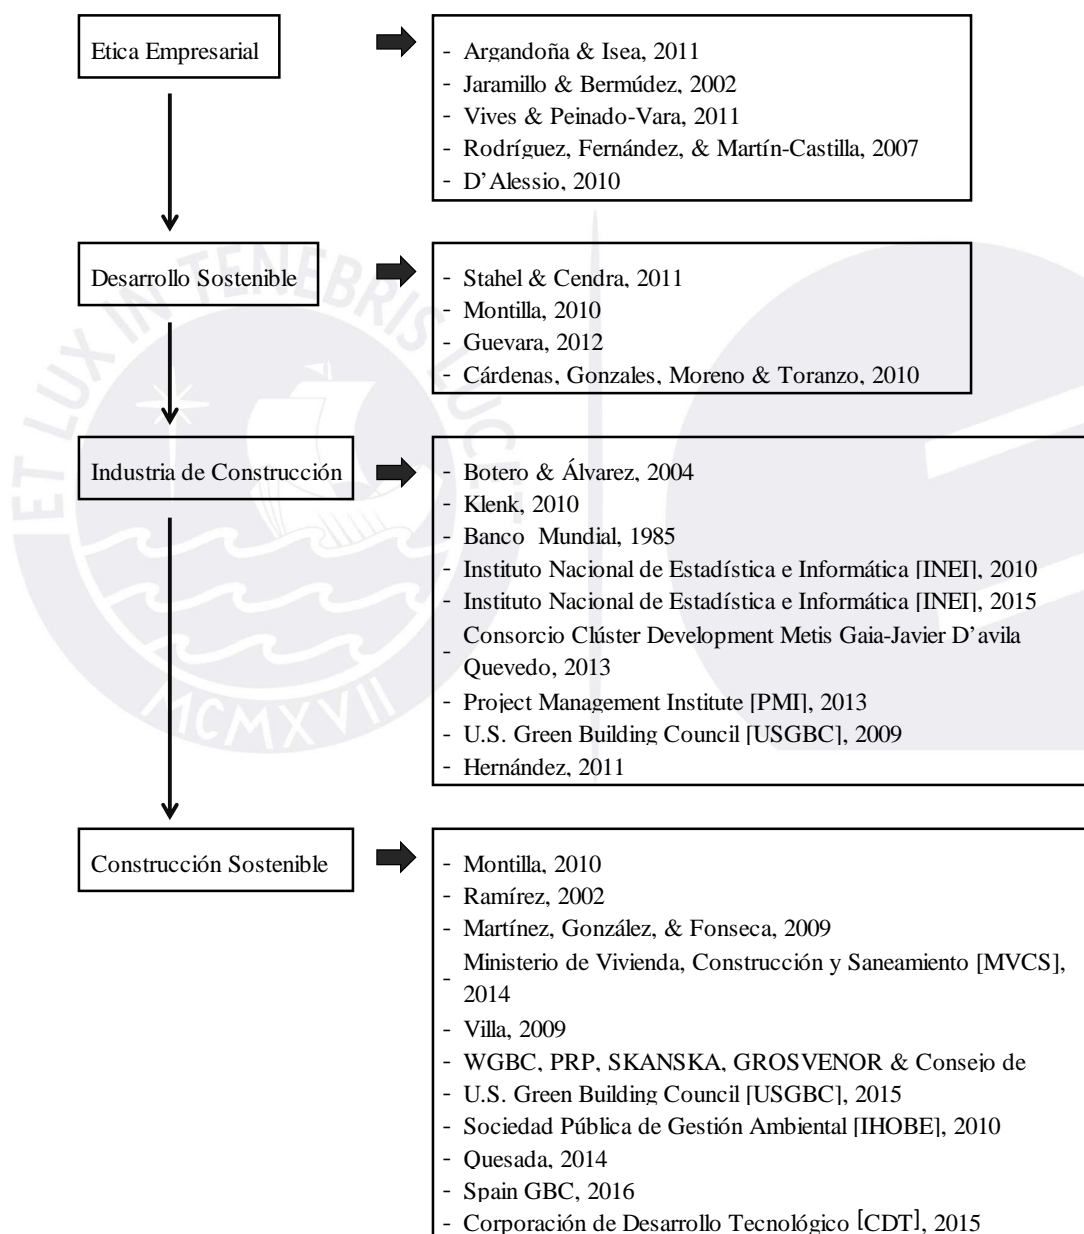 Etica Empresarial
- Argandoña & Isea, 2011
- Jaramillo & Bermúdez, 2002
- Vives & Peinado-Vara, 2011
- Rodríguez, Fernández, & Martín-Castilla, 2007
- D’Alessio, 2010
Desarrollo Sostenible
- Stahel & Cendra, 2011
- Montilla, 2010
- Guevara, 2012
- Cárdenas, Gonzales, Moreno & Toranzo, 2010
Industria de Construcción
- Botero & Álvarez, 2004
- Klenk, 2010
- Banco Mundial, 1985
- Instituto Nacional de Estadística e Informática [INEI], 2010
- Instituto Nacional de Estadística e Informática [INEI], 2015
- Consorcio Clúster Development Metis Gaia-Javier D’avila
Quevedo, 2013
- Project Management Institute [PMI], 2013
- U.S. Green Building Council [USGBC], 2009
- Hernández, 2011
Construcción Sostenible
- Montilla, 2010
- Ramírez, 2002
- Martínez, González, & Fonseca, 2009
- Ministerio de Vivienda, Construcción y Saneamiento [MVCS],
2014
- Villa, 2009
- WGBC, PRP, SKANSKA, GROSVENOR & Consejo de
- U.S. Green Building Council [USGBC], 2015
- Sociedad Pública de Gestión Ambiental [IHOBE], 2010
- Quesada, 2014
- Spain GBC, 2016
- Corporación de Desarrollo Tecnológico [CDT], 2015
ET LUX IN TENEBRIS LUCET
MCMXVII